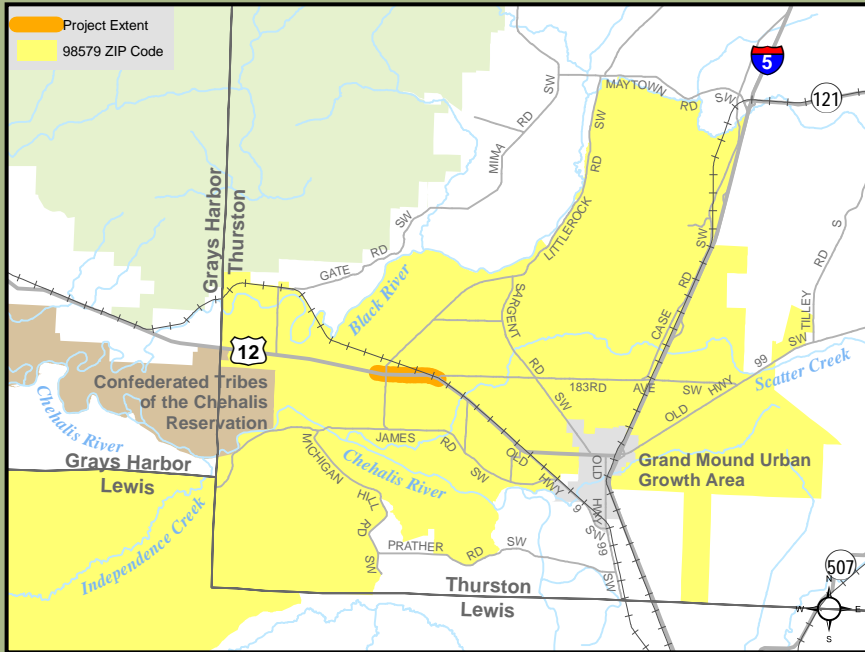 Project Extent
98579 ZIP Code
5
121
MAYTOWN
RD
SW
MIMA
RD
SW
LITTLEROCK
RD
SW
Grays Harbor
Thurston
GATE
RD
SW
Black River
SARGENT
RD
SW
CASE
RD
SW
TILLEY
RD
S
12
183RD
AVE
SW
OLD
HWY
99
SW
Scatter Creek
Confederated Tribes
of the Chehalis
Reservation
Chehalis River
JAMES
RD
SW
OLD
HWY
9
SW
Chehalis River
MICHIGAN
HILL
RD
SW
Grays Harbor
Lewis
Grand Mound Urban
Growth Area
OLD
HWY
99
SW
Independence Creek
PRATHER
RD
SW
Thurston
Lewis
507
N
W
E
S